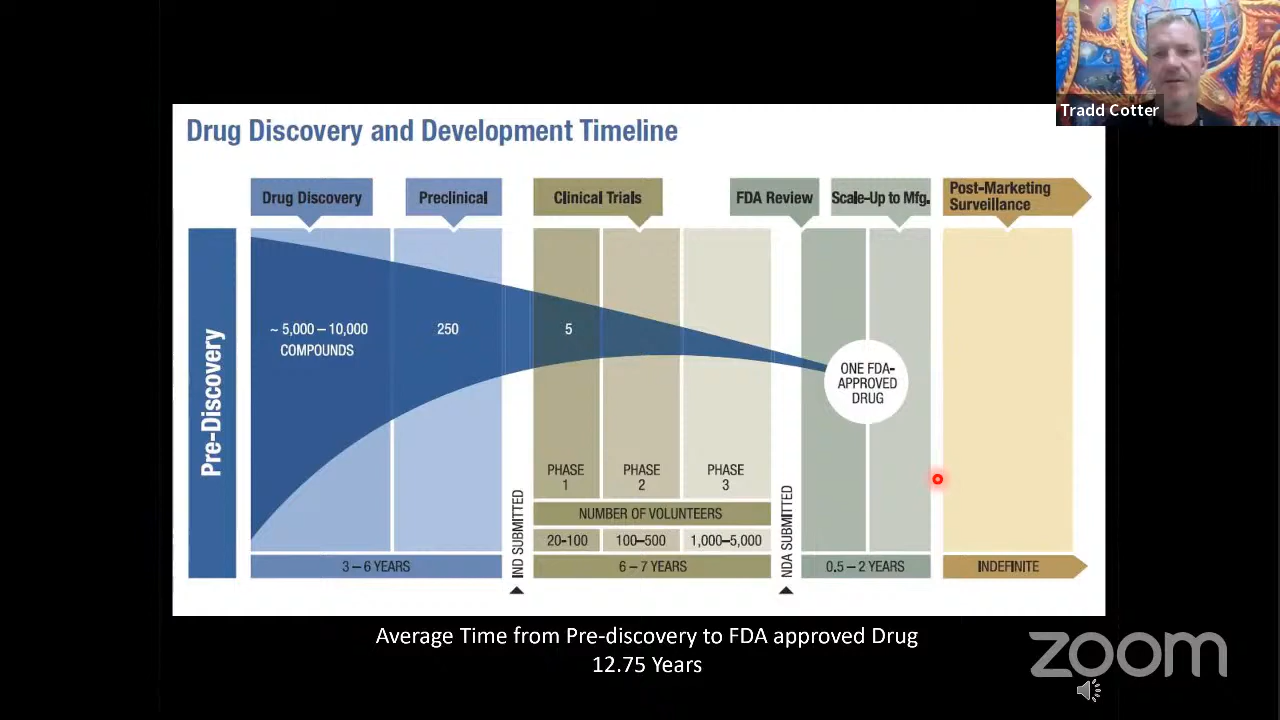 Tradd Cotter
Drug Discovery and Development Timeline
Drug Discovery
Preclinical
Clinical Trials
FDA Review
Scale-Up to Mfg.
Post-Marketing
Surveillance
Pre-Discovery
~ 5,000 – 10,000
COMPOUNDS
250
5
ONE FDA-
APPROVED
DRUG
PHASE
1
PHASE
2
PHASE
3
IND SUBMITTED
NDA SUBMITTED
NUMBER OF VOLUNTEERS
20-100
100–500
1,000–5,000
3 – 6 YEARS
6 – 7 YEARS
0.5 – 2 YEARS
INDEFINITE
Average Time from Pre-discovery to FDA approved Drug
12.75 Years
zoom